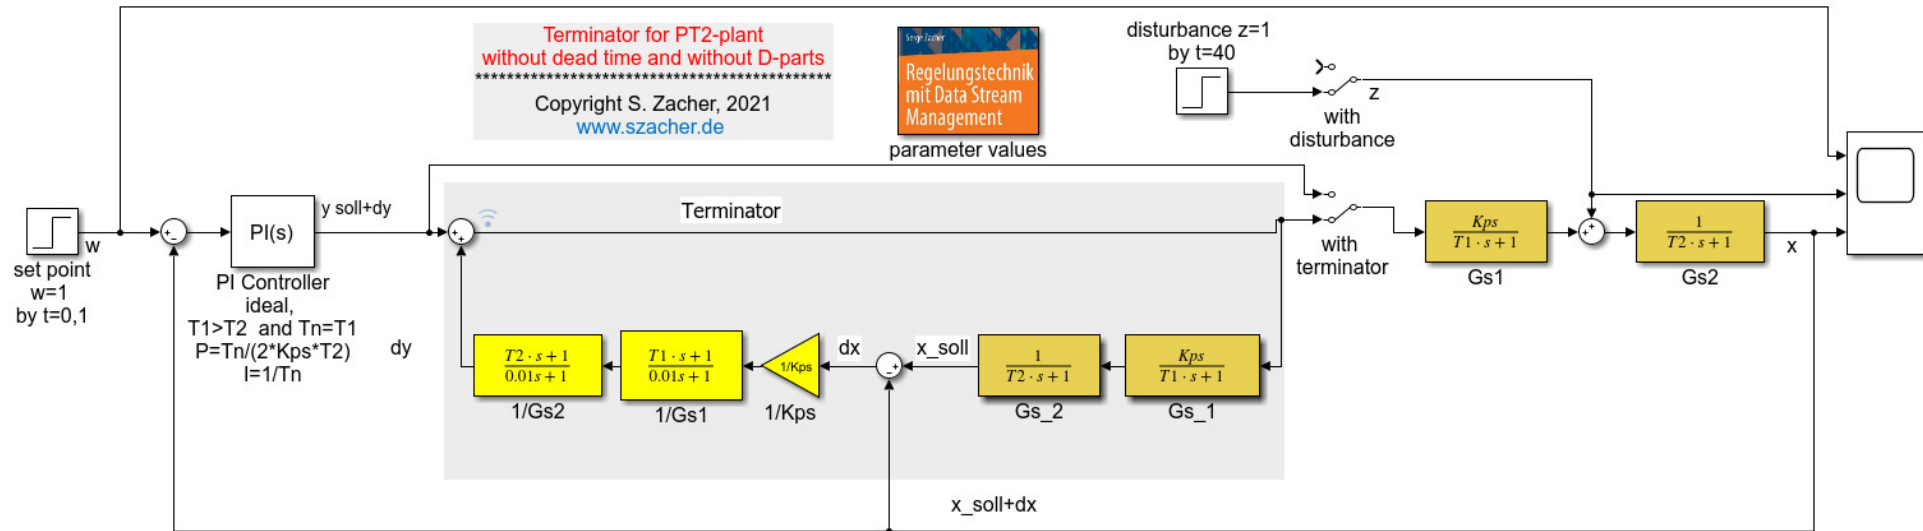 Terminator for PT2-plant
without dead time and without D-parts
*********************************************
Copyright S. Zacher, 2021
www.szacher.de
Serge Zacher
Regelungstechnik
mit Data Stream
Management
parameter values
disturbance z=1
by t=40
z
with
disturbance
w
set point
w=1
by t=0,1
+
-
PI(s)
PI Controller
ideal,
T1>T2 and Tn=T1
P=Tn/(2*Kps*T2)
I=1/Tn
y soll+dy
+
+
Terminator
with
terminator
Kps
T1 · s + 1
Gs1
+
+
1
T2 · s + 1
Gs2
x
dy
T2 · s + 1
0.01s + 1
1/Gs2
T1 · s + 1
0.01s + 1
1/Gs1
1/Kps
1/Kps
dx
-
+
x_soll
1
T2 · s + 1
Gs_2
Kps
T1 · s + 1
Gs_1
x_soll+dx